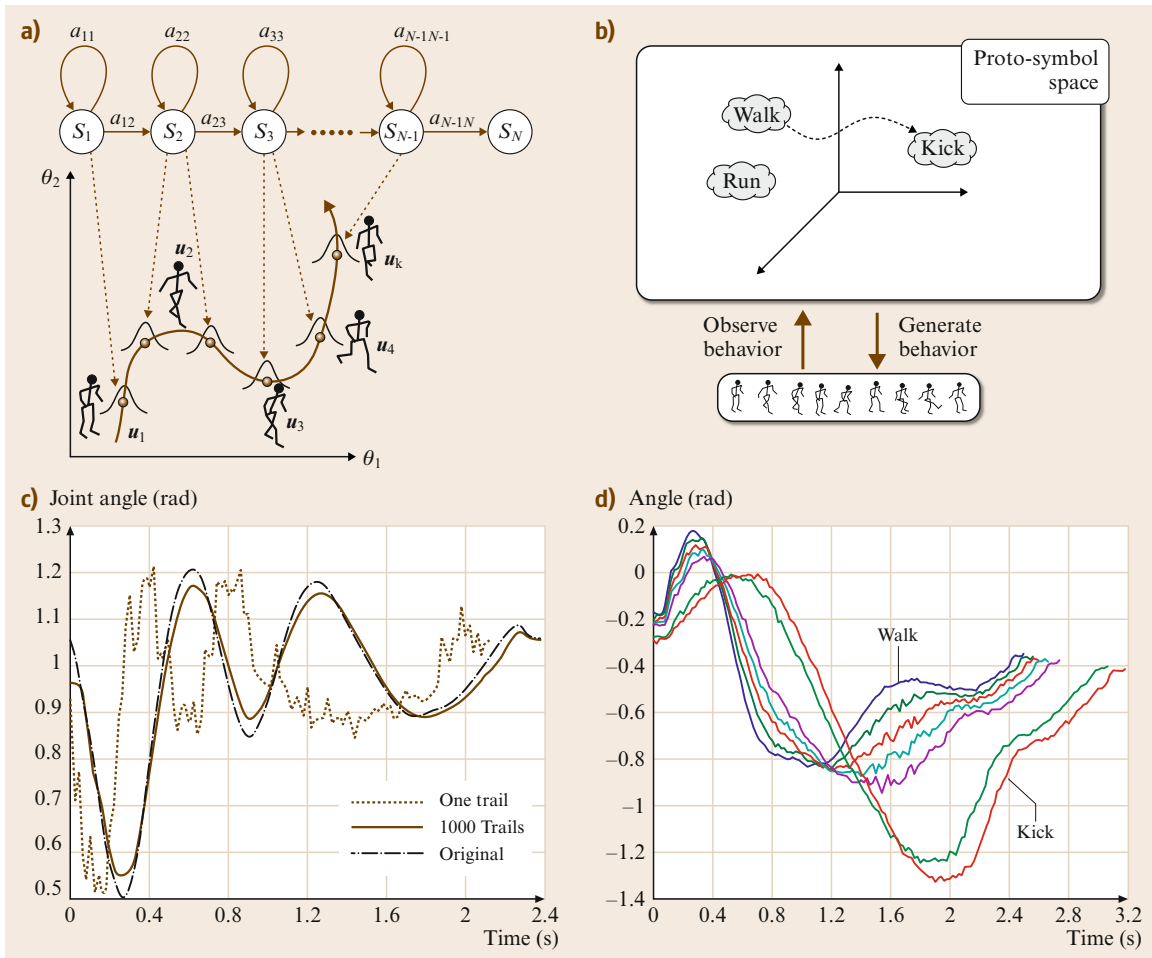 a)
a11 a22 a33 aN-1N-1
S1 a12 S2 a23 S3 SN-1 aN-1N SN
θ2
u1
u2
u3
u4
uk
θ1
b)
Proto-symbol
space
Walk
Kick
Run
Observe
behavior
Generate
behavior
c) Joint angle (rad)
1.3
1.2
1.1
1
0.9
0.8
0.7
0.6
0.5
One trail
1000 Trails
Original
0 0.4 0.8 1.2 1.6 2 2.4
Time (s)
d) Angle (rad)
0.2
0
–0.2
–0.4
–0.6
–0.8
–1
–1.2
–1.4
Walk
Kick
0 0.4 0.8 1.2 1.6 2 2.4 2.8 3.2
Time (s)